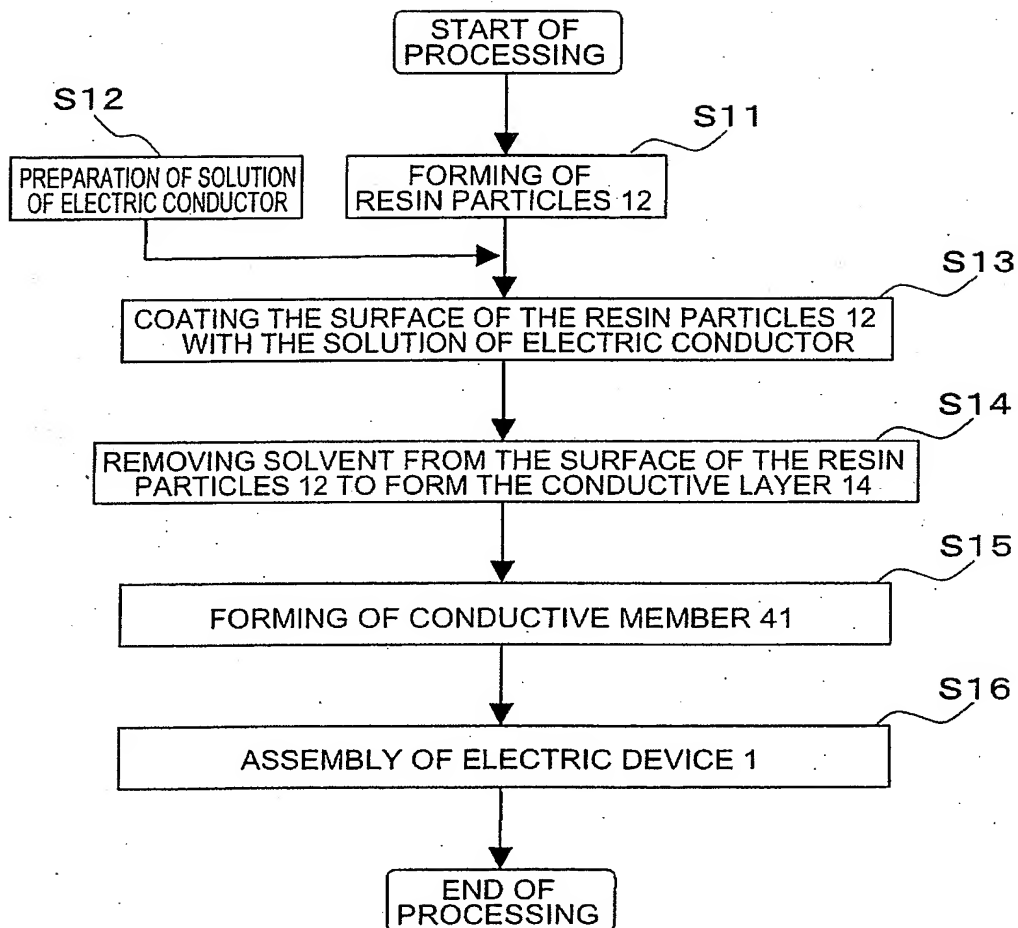 START OF
PROCESSING
S12
S11
PREPARATION OF SOLUTION
OF ELECTRIC CONDUCTOR
FORMING OF
RESIN PARTICLES 12
S13
COATING THE SURFACE OF THE RESIN PARTICLES 12
WITH THE SOLUTION OF ELECTRIC CONDUCTOR
S14
REMOVING SOLVENT FROM THE SURFACE OF THE RESIN
PARTICLES 12 TO FORM THE CONDUCTIVE LAYER 14
S15
FORMING OF CONDUCTIVE MEMBER 41
S16
ASSEMBLY OF ELECTRIC DEVICE 1
END OF
PROCESSING